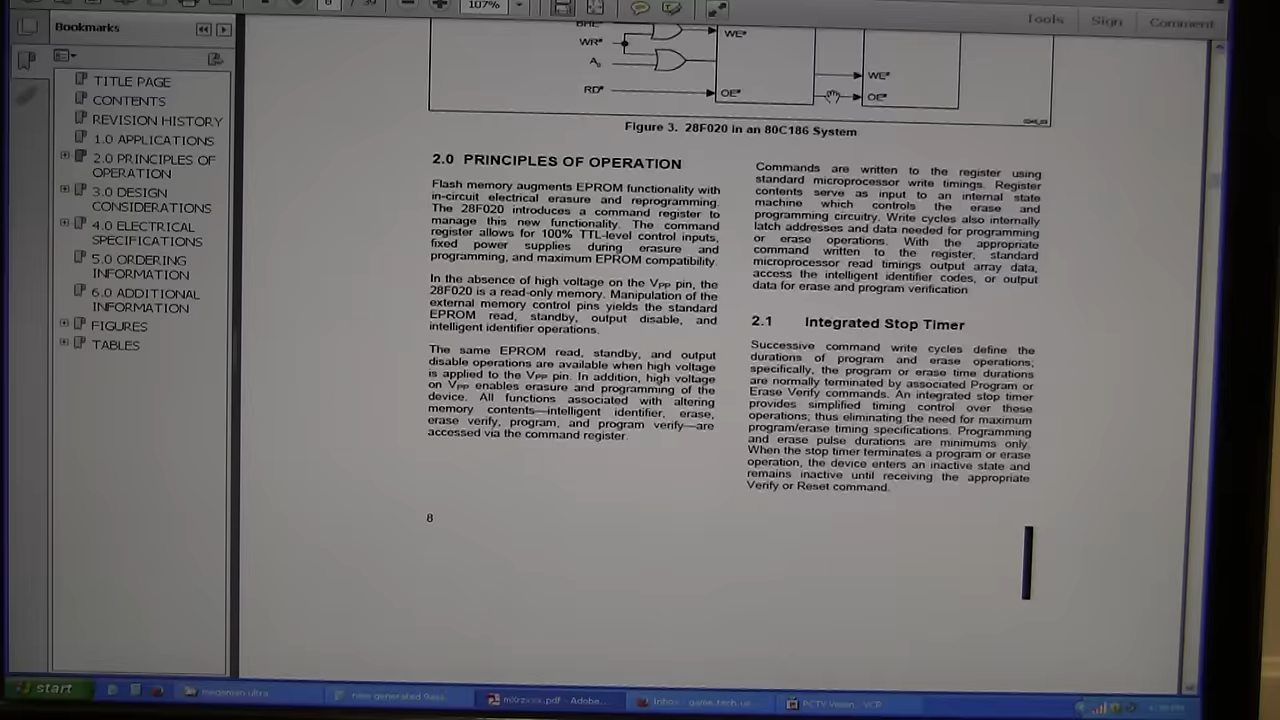 107%
Tools
Sign
Comment
Bookmarks
TITLE PAGE
CONTENTS
REVISION HISTORY
1.0 APPLICATIONS
2.0 PRINCIPLES OF
OPERATION
3.0 DESIGN
CONSIDERATIONS
4.0 ELECTRICAL
SPECIFICATIONS
5.0 ORDERING
INFORMATION
6.0 ADDITIONAL
INFORMATION
FIGURES
TABLES
WR*
A₀
RD*
WE*
OE*
WE*
OE*
Figure 3. 28F020 in an 80C186 System
2.0 PRINCIPLES OF OPERATION
Flash memory augments EPROM functionality with
in-circuit electrical erasure and reprogramming.
The 28F020 introduces a command register to
manage this new functionality. The command
register allows for 100% TTL-level control inputs,
fixed power supplies during erasure and
programming, and maximum EPROM compatibility.
In the absence of high voltage on the VPP pin, the
28F020 is a read-only memory. Manipulation of the
external memory control pins yields the standard
EPROM read, standby, output disable, and
intelligent identifier operations.
The same EPROM read, standby, and output
disable operations are available when high voltage
is applied to the VPP pin. In addition, high voltage
on VPP enables erasure and programming of the
device. All functions associated with altering
memory contents—intelligent identifier, erase,
erase verify, program, and program verify—are
accessed via the command register.
8
Commands are written to the register using
standard microprocessor write timings. Register
contents serve as input to an internal state
machine which controls the erase and
programming circuitry. Write cycles also internally
latch addresses and data needed for programming
or erase operations. With the appropriate
command written to the register, standard
microprocessor read timings output array data,
access the intelligent identifier codes, or output
data for erase and program verification
2.1 Integrated Stop Timer
Successive command write cycles define the
durations of program and erase operations;
specifically, the program or erase time durations
are normally terminated by associated Program or
Erase Verify commands. An integrated stop timer
provides simplified timing control over these
operations; thus eliminating the need for maximum
program/erase timing specifications. Programming
and erase pulse durations are minimums only.
When the stop timer terminates a program or erase
operation, the device enters an inactive state and
remains inactive until receiving the appropriate
Verify or Reset command.
start
megaman ultra
new generated
.pdf - Adobe...
Inbox - game.tech.us...
PCTV Vision - VCR